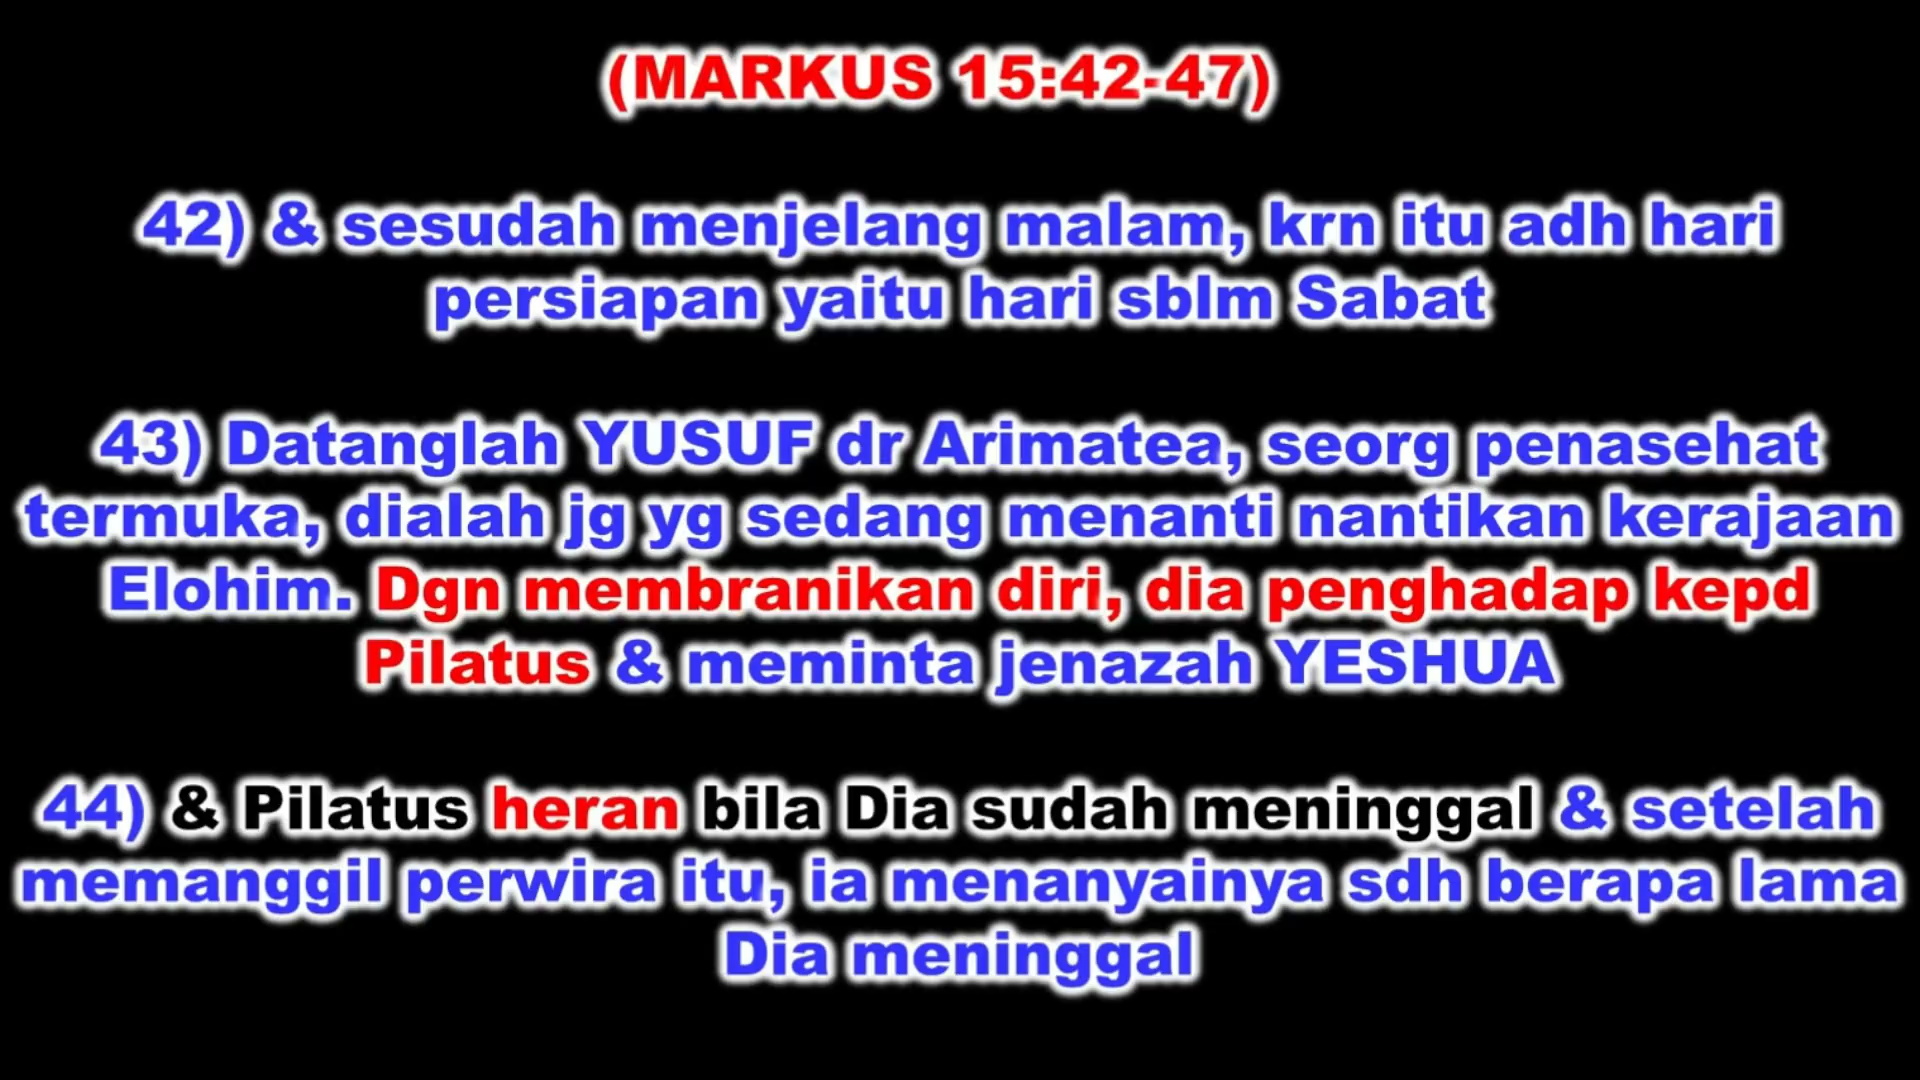 (MARKUS 15:42-47)
42) & sesudah menjelang malam, krn itu adh hari
persiapan yaitu hari sblm Sabat
43) Datanglah YUSUF dr Arimatea, seorg penasehat
termuka, dialah jg yg sedang menanti nantikan kerajaan
Elohim. Dgn membranikan diri, dia penghadap kepd
Pilatus & meminta jenazah YESHUA
44) & Pilatus heran bila Dia sudah meninggal & setelah
memanggil perwira itu, ia menanyainya sdh berapa lama
Dia meninggal